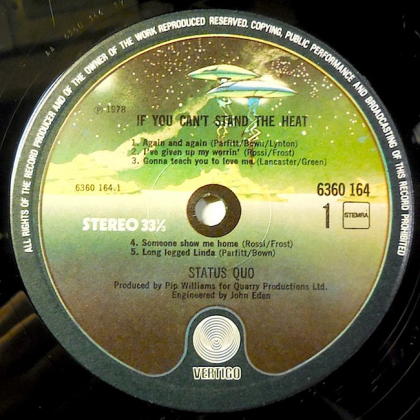 ALL RIGHTS OF THE RECORD PRODUCER AND OF THE OWNER OF THE WORK REPRODUCED RESERVED. COPYING, PUBLIC PERFORMANCE AND BROADCASTING OF THIS RECORD PROHIBITED
℗ 1978
IF YOU CAN'T STAND THE HEAT
1. Again and again (Parfitt/Bown/Lynton)
2. I've given up my worrin' (Rossi/Frost)
3. Gonna teach you to love me (Lancaster/Green)
6360 164.1
6360 164
STEREO 33⅓
1
STEMRA
4. Someone show me home (Rossi/Frost)
5. Long legged Linda (Parfitt/Bown)
STATUS QUO
Produced by Pip Williams for Quarry Productions Ltd.
Engineered by John Eden
VERTIGO